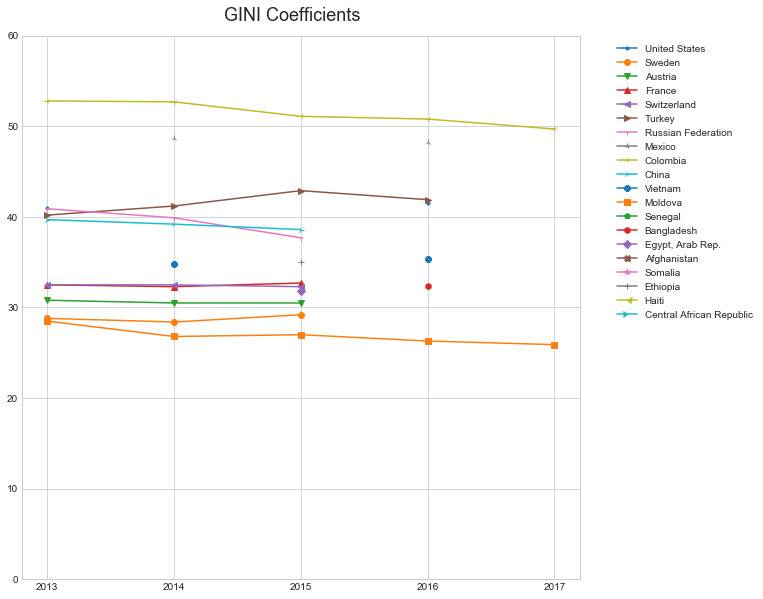 GINI Coefficients
60
50
40
30
20
10
0
2013 2014 2015 2016 2017
United States
Sweden
Austria
France
Switzerland
Turkey
Russian Federation
Mexico
Colombia
China
Vietnam
Moldova
Senegal
Bangladesh
Egypt, Arab Rep.
Afghanistan
Somalia
Ethiopia
Haiti
Central African Republic